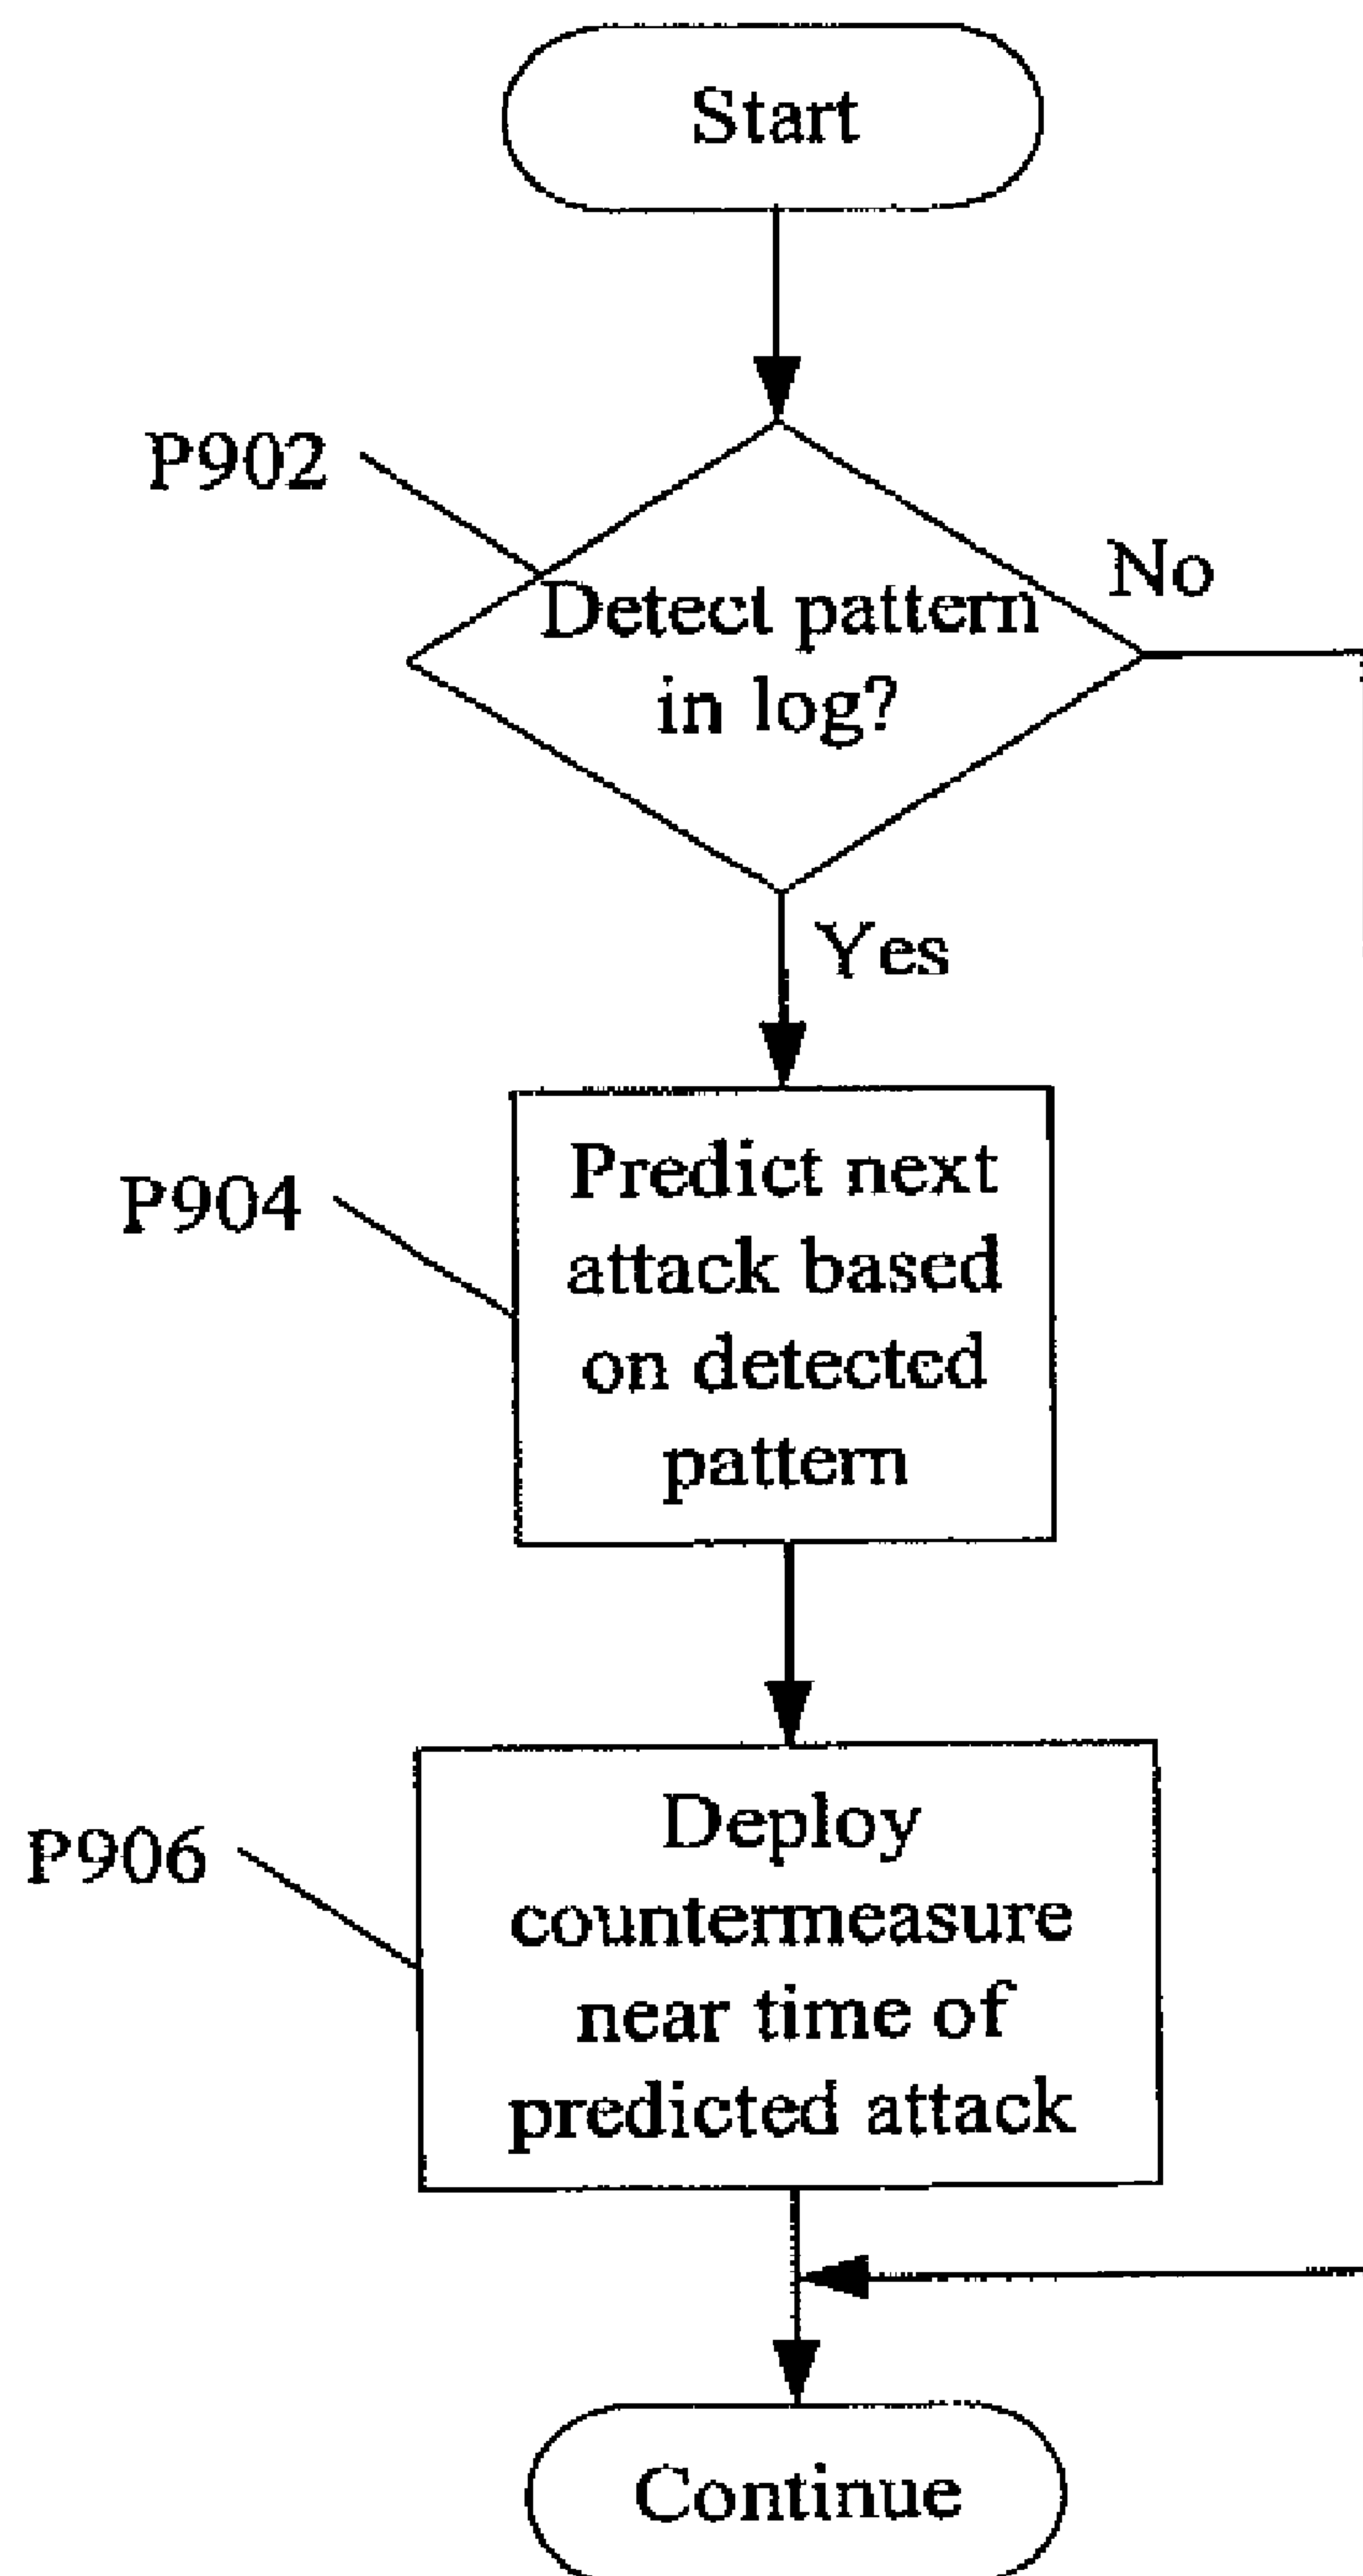 Start
P902
No
Detect pattern
in log?
Yes
P904
Predict next
attack based
on detected
pattern
P906
Deploy
countermeasure
near time of
predicted attack
Continue